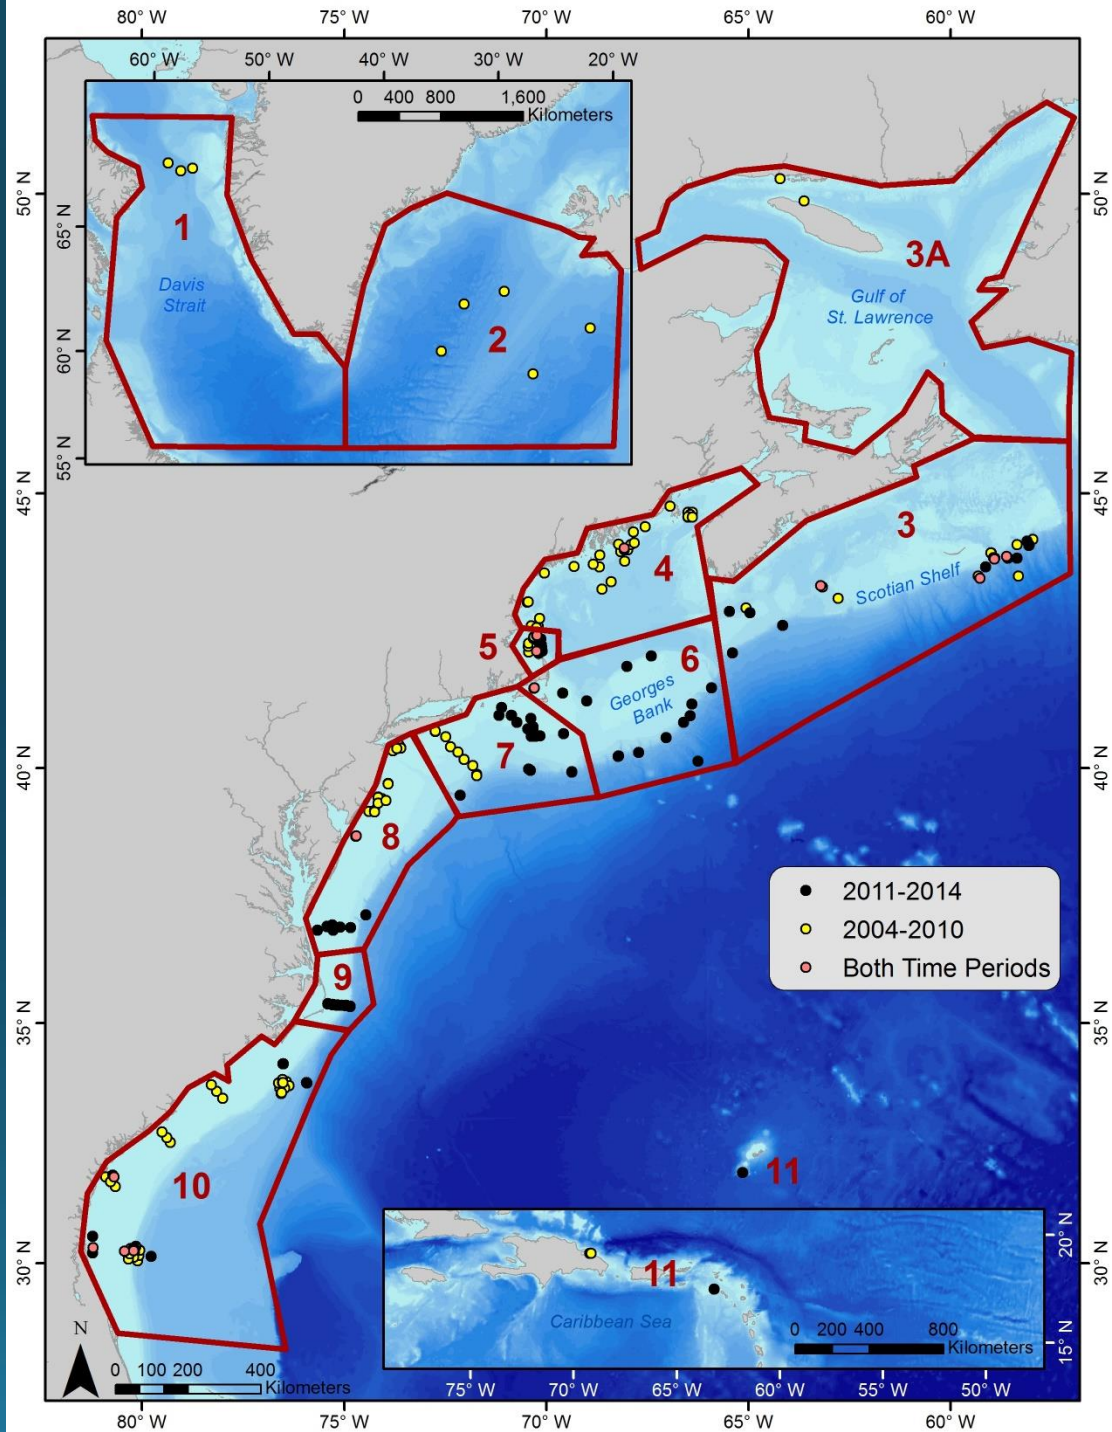 80° W 75° W 70° W 65° W 60° W
60° W 50° W 40° W 30° W 20° W
0 400 800 1,600
Kilometers
50° N
65° N
60° N
55° N
45° N
40° N
35° N
30° N
50° N
45° N
40° N
35° N
30° N
1
Davis
Strait
2
3A
Gulf of
St. Lawrence
3
Scotian Shelf
4
5
6
Georges
Bank
7
8
2011-2014
2004-2010
Both Time Periods
9
10
11
11
Caribbean Sea
0 200 400 800
Kilometers
20° N
15° N
75° W 70° W 65° W 60° W 55° W 50° W
N
0 100 200 400
Kilometers
80° W 75° W 70° W 65° W 60° W